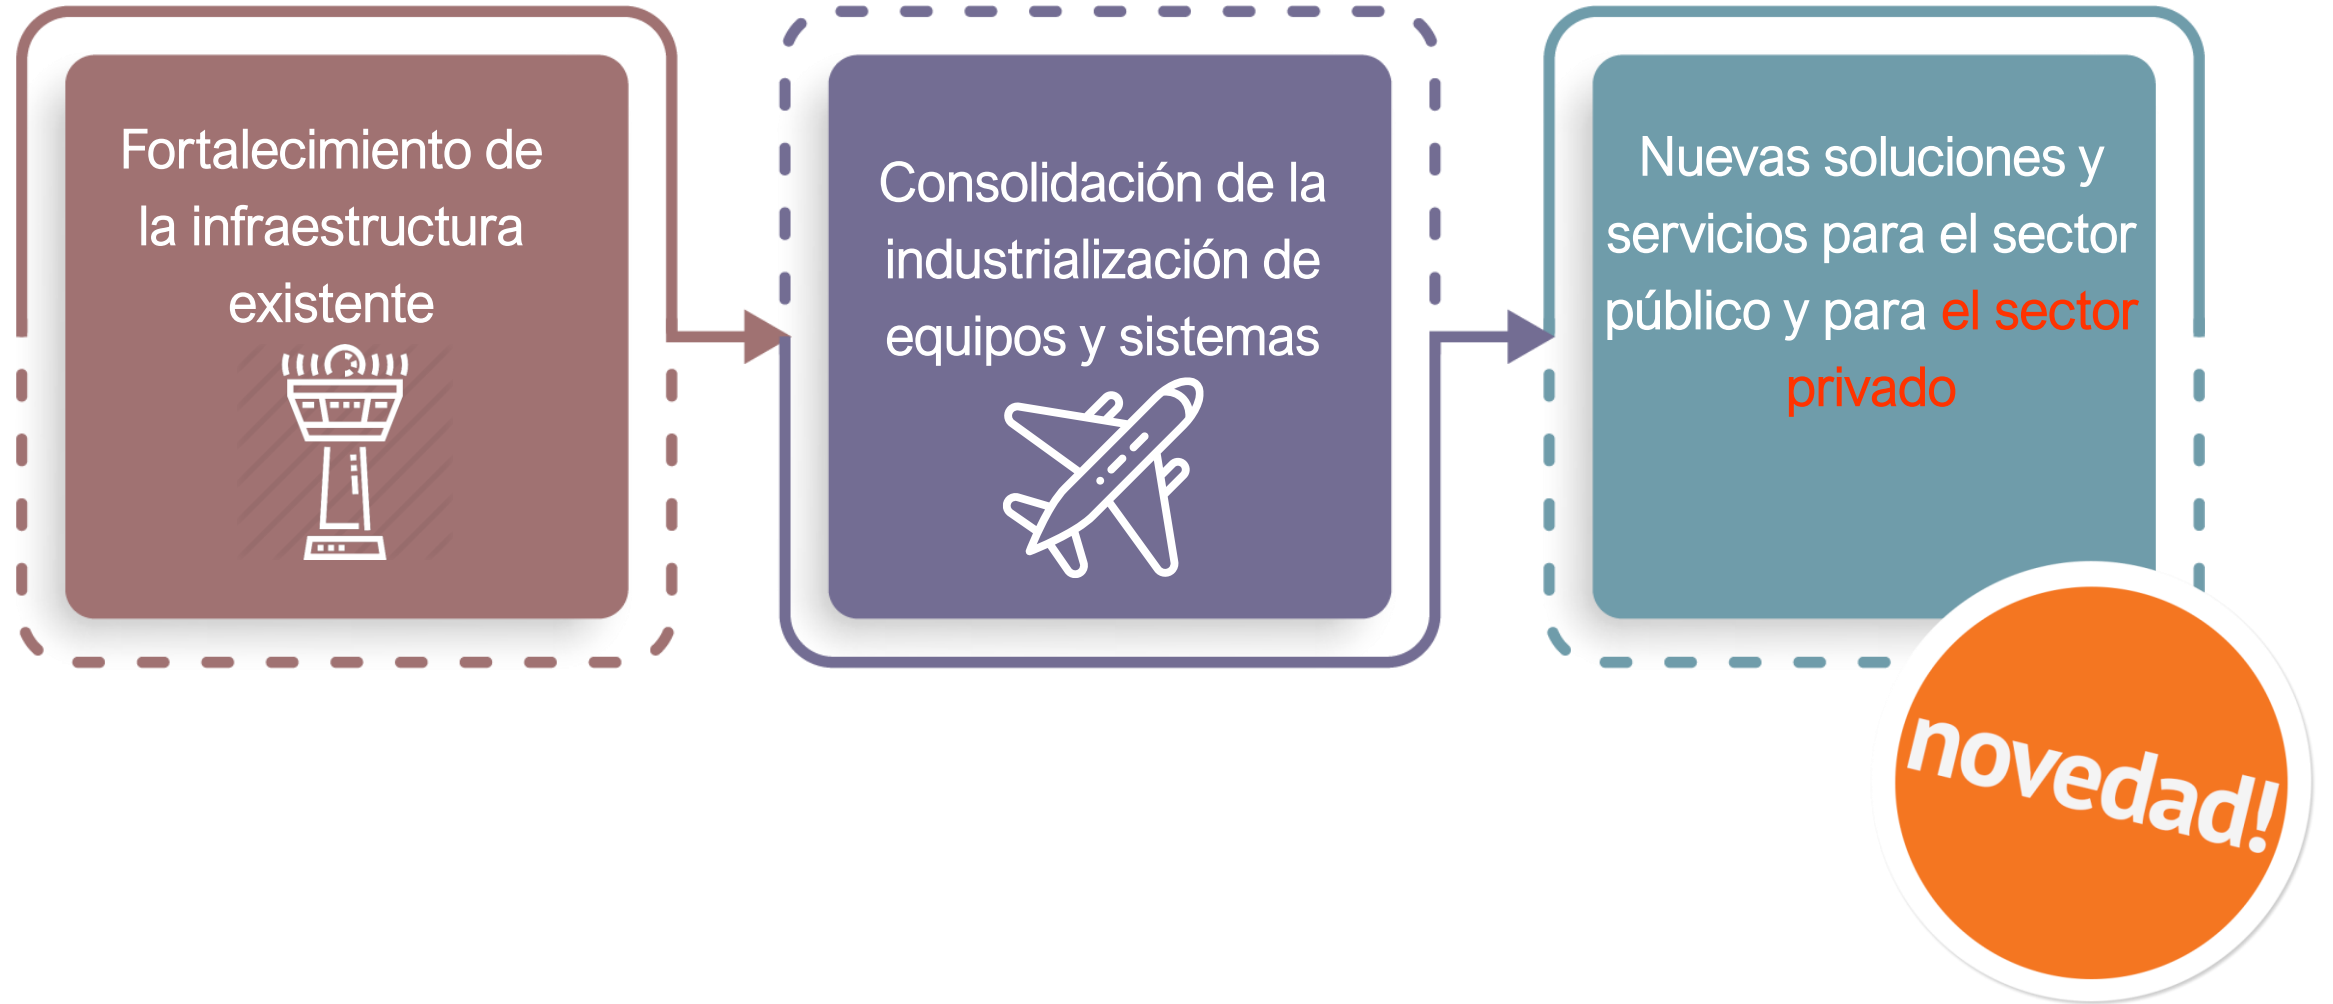 Fortalecimiento de
la infraestructura
existente
Consolidación de la
industrialización de
equipos y sistemas
Nuevas soluciones y
servicios para el sector
público y para el sector
privado
novedad!